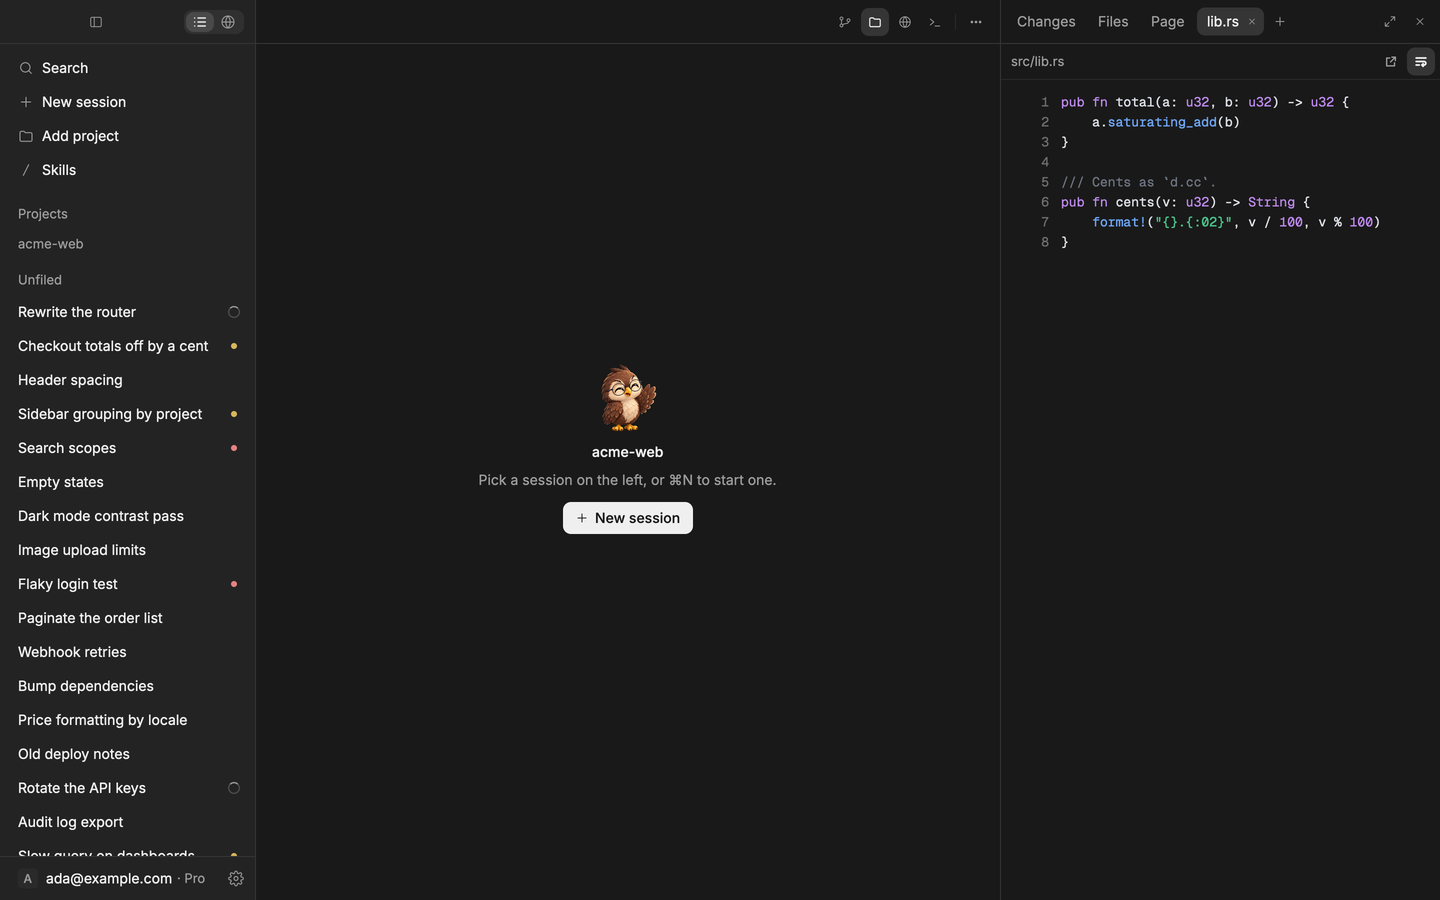 Search
New session
Add project
Skills
Projects
acme-web
Unfiled
Rewrite the router
Checkout totals off by a cent
Header spacing
Sidebar grouping by project
Search scopes
Empty states
Dark mode contrast pass
Image upload limits
Flaky login test
Paginate the order list
Webhook retries
Bump dependencies
Price formatting by locale
Old deploy notes
Rotate the API keys
Audit log export
Slow query on dashboards
A ada@example.com · Pro
acme-web
Pick a session on the left, or ⌘N to start one.
New session
Changes Files Page lib.rs
src/lib.rs
1 pub fn total(a: u32, b: u32) -> u32 {
2     a.saturating_add(b)
3 }
4
5 /// Cents as `d.cc`.
6 pub fn cents(v: u32) -> String {
7     format!("{}.{:02}", v / 100, v % 100)
8 }